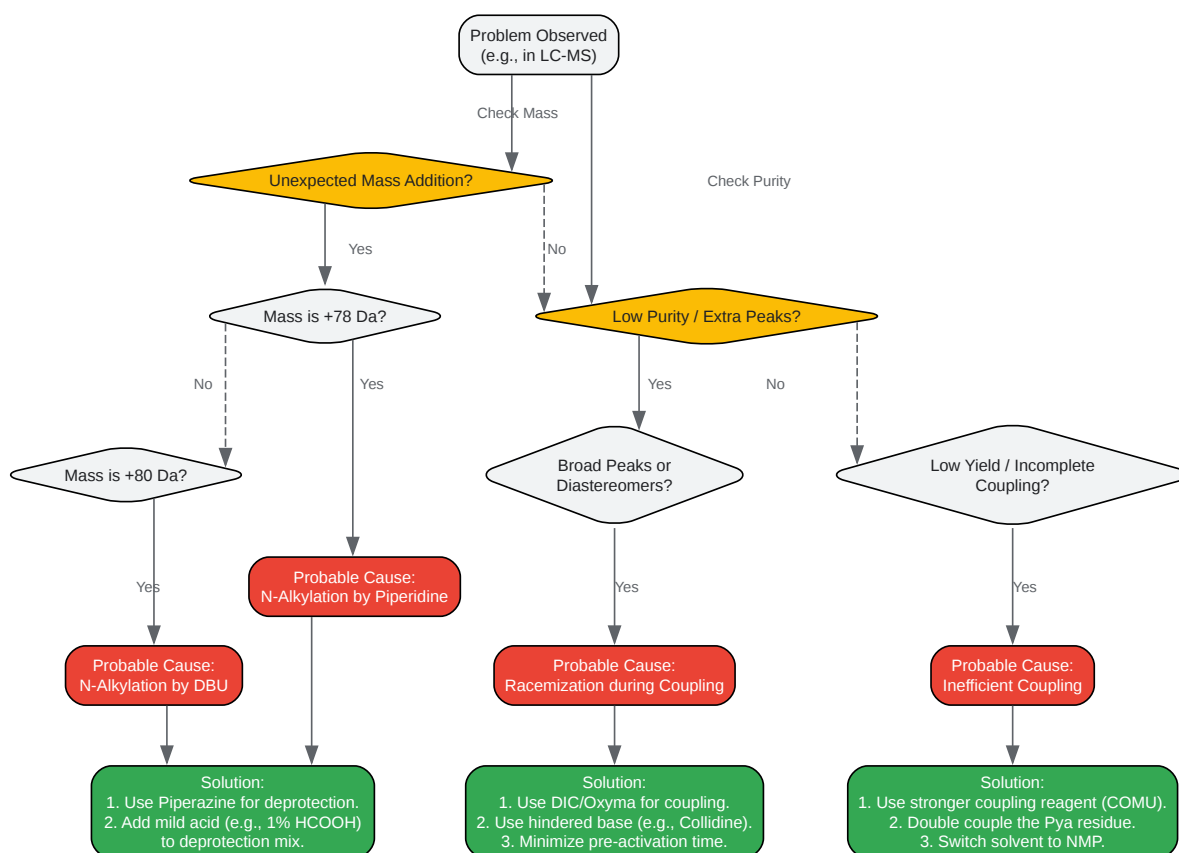 Problem Observed
(e.g., in LC-MS)
Check Mass
Unexpected Mass Addition?
Check Purity
Yes
No
Mass is +78 Da?
Low Purity / Extra Peaks?
No
Yes
Yes
No
Mass is +80 Da?
Broad Peaks or
Diastereomers?
Low Yield / Incomplete
Coupling?
Yes
Probable Cause:
N-Alkylation by Piperidine
Yes
Yes
Probable Cause:
N-Alkylation by DBU
Probable Cause:
Racemization during Coupling
Probable Cause:
Inefficient Coupling
Solution:
1. Use Piperazine for deprotection.
2. Add mild acid (e.g., 1% HCOOH)
to deprotection mix.
Solution:
1. Use DIC/Oxyma for coupling.
2. Use hindered base (e.g., Collidine).
3. Minimize pre-activation time.
Solution:
1. Use stronger coupling reagent (COMU).
2. Double couple the Pya residue.
3. Switch solvent to NMP.